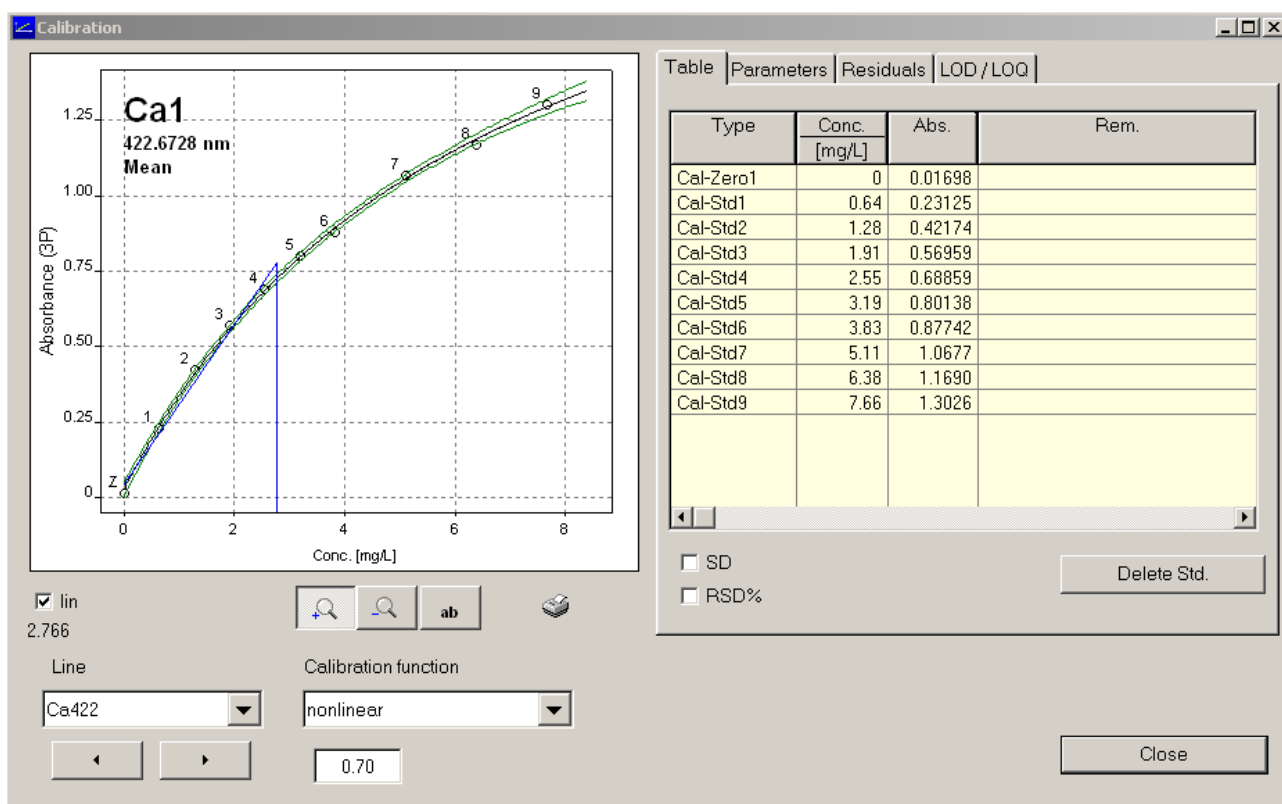 Calibration
Ca1
422.6728 nm
Mean
Absorbance (3P)
1.25
1.00
0.75
0.50
0.25
0
Z
1
2
3
4
5
6
7
8
9
0 2 4 6 8
Conc. [mg/L]
lin
2.766
ab
Line
Calibration function
Ca422
nonlinear
0.70
Table Parameters Residuals LOD / LOQ
Type Conc. Abs. Rem.
[mg/L]
Cal-Zero1 0 0.01698
Cal-Std1 0.64 0.23125
Cal-Std2 1.28 0.42174
Cal-Std3 1.91 0.56959
Cal-Std4 2.55 0.68859
Cal-Std5 3.19 0.80138
Cal-Std6 3.83 0.87742
Cal-Std7 5.11 1.0677
Cal-Std8 6.38 1.1690
Cal-Std9 7.66 1.3026
SD
RSD%
Delete Std.
Close